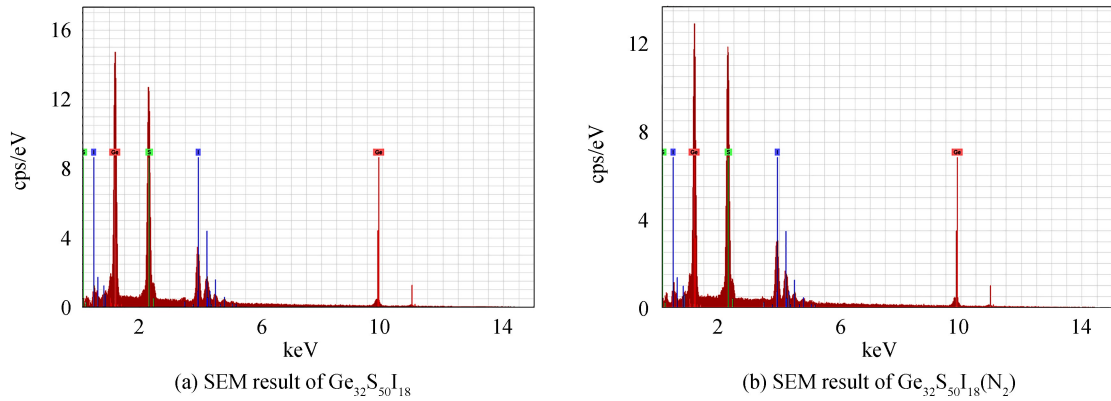 16
12
8
4
0
cps/eV
S I Ge S I Ge
2 6 10 14
keV
(a) SEM result of Ge₃₂S₅₀I₁₈
12
8
4
0
cps/eV
S I Ge S I Ge
2 6 10 14
keV
(b) SEM result of Ge₃₂S₅₀I₁₈(N₂)